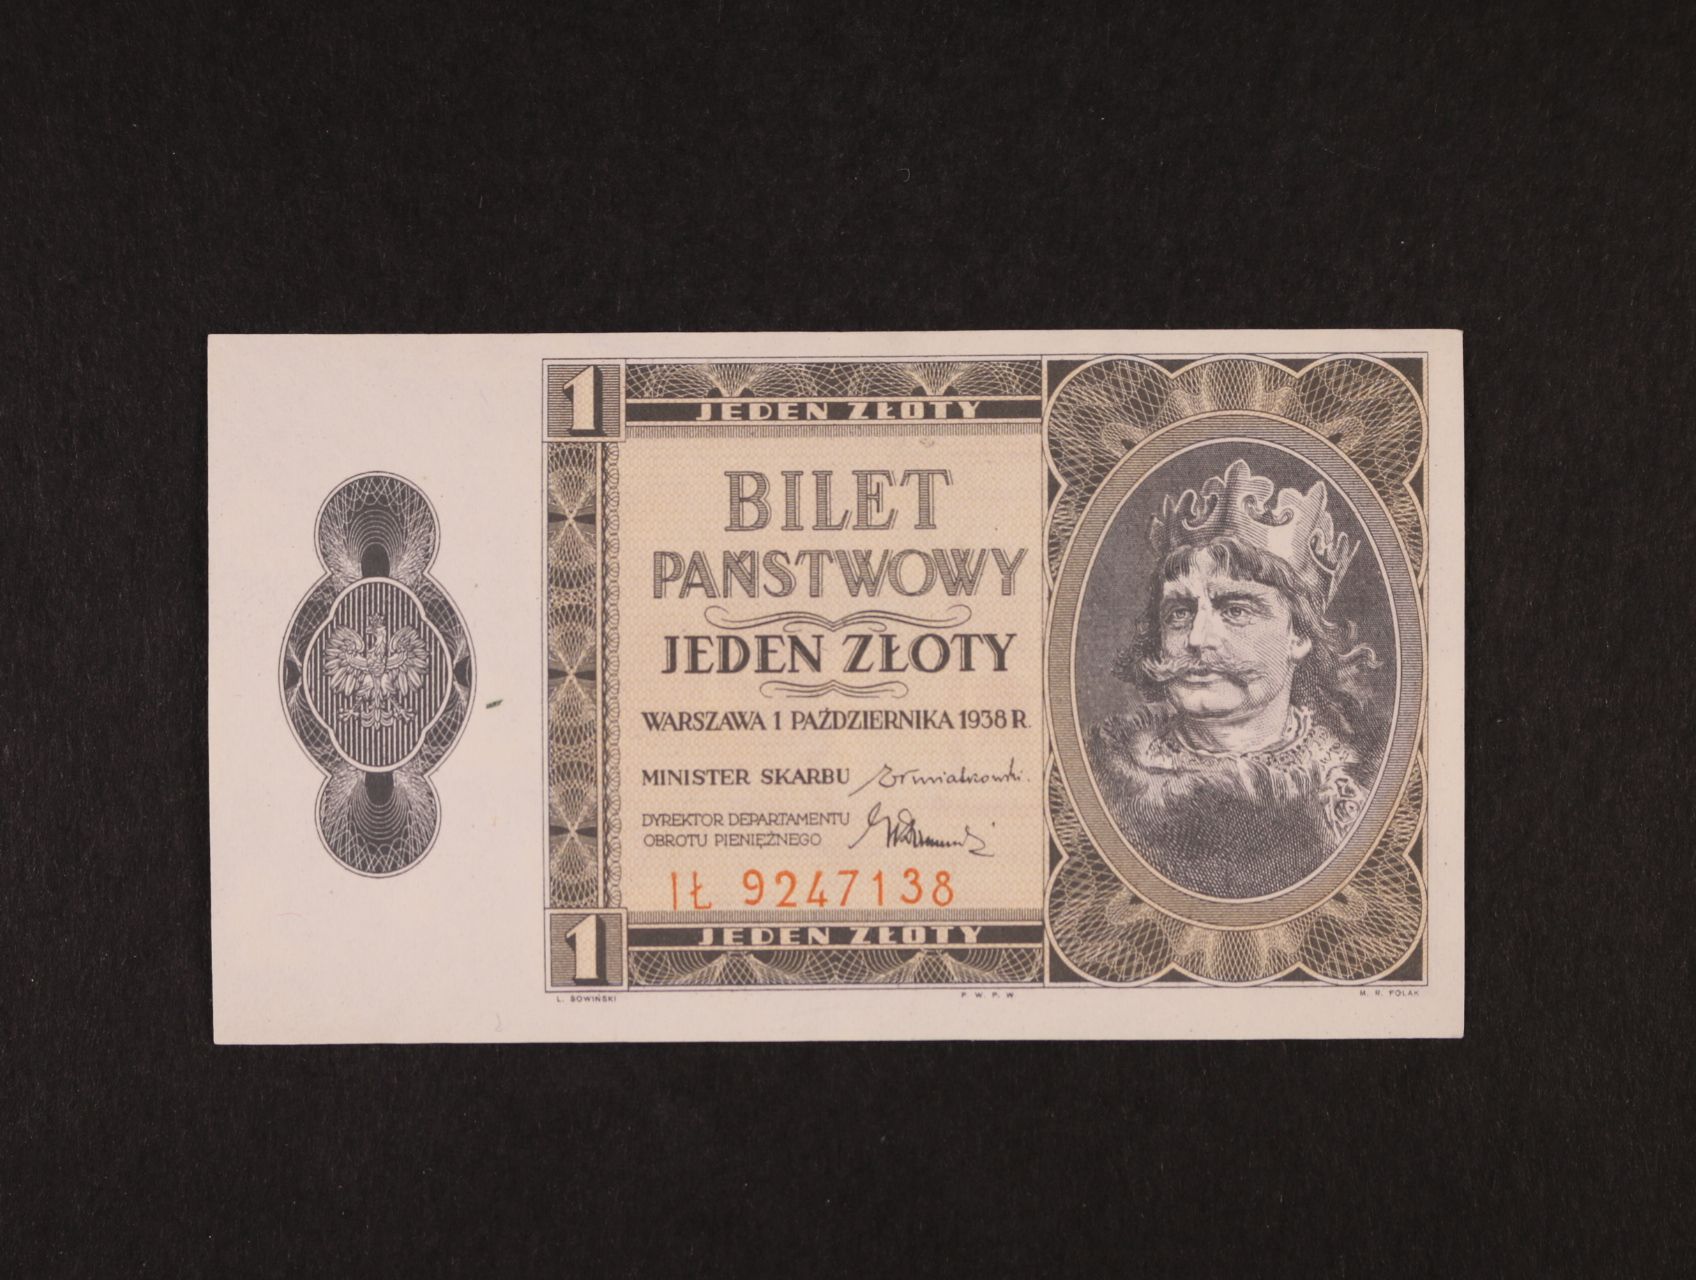 1
JEDEN ZŁOTY
BILET
PAŃSTWOWY
JEDEN ZŁOTY
WARSZAWA 1 PAŹDZIERNIKA 1938 R.
MINISTER SKARBU
DYREKTOR DEPARTAMENTU
OBROTU PIENIĘŻNEGO
IŁ 9247138
1
JEDEN ZŁOTY
L. SOWIŃSKI P. W. P. W M. R. POLAK